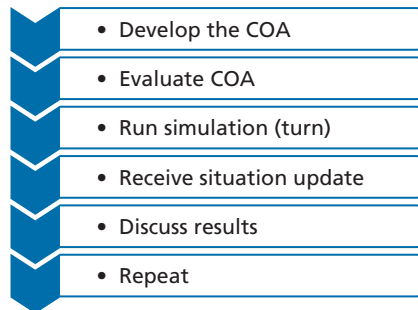 • Develop the COA
• Evaluate COA
• Run simulation (turn)
• Receive situation update
• Discuss results
• Repeat